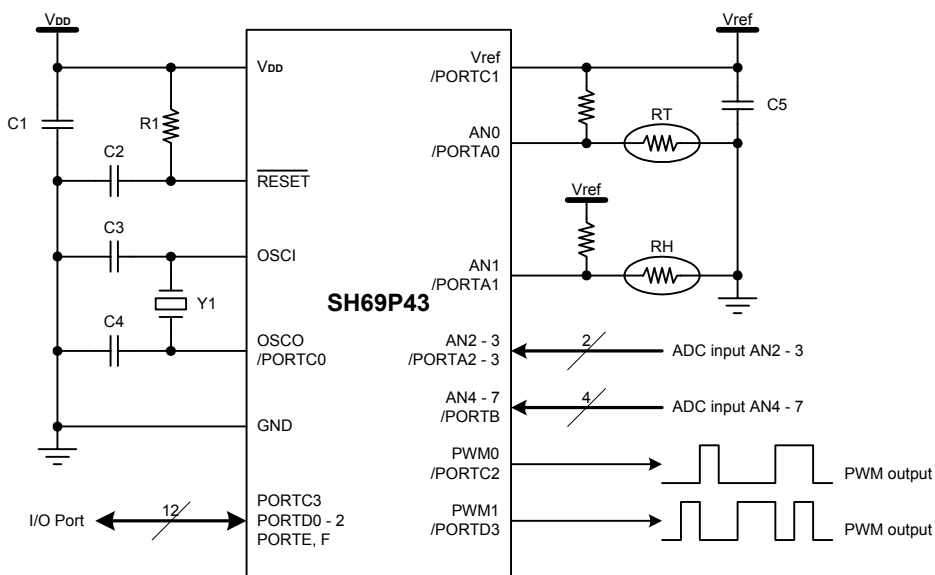 VDD
Vref
C1
R1
C2
C3
Y1
C4
VDD
RESET
OSCI
OSCO
/PORTC0
GND
PORTC3
PORTD0 - 2
PORTE, F
I/O Port
12
SH69P43
Vref
/PORTC1
AN0
/PORTA0
AN1
/PORTA1
AN2 - 3
/PORTA2 - 3
AN4 - 7
/PORTB
PWM0
/PORTC2
PWM1
/PORTD3
C5
RT
Vref
RH
2
ADC input AN2 - 3
4
ADC input AN4 - 7
PWM output
PWM output